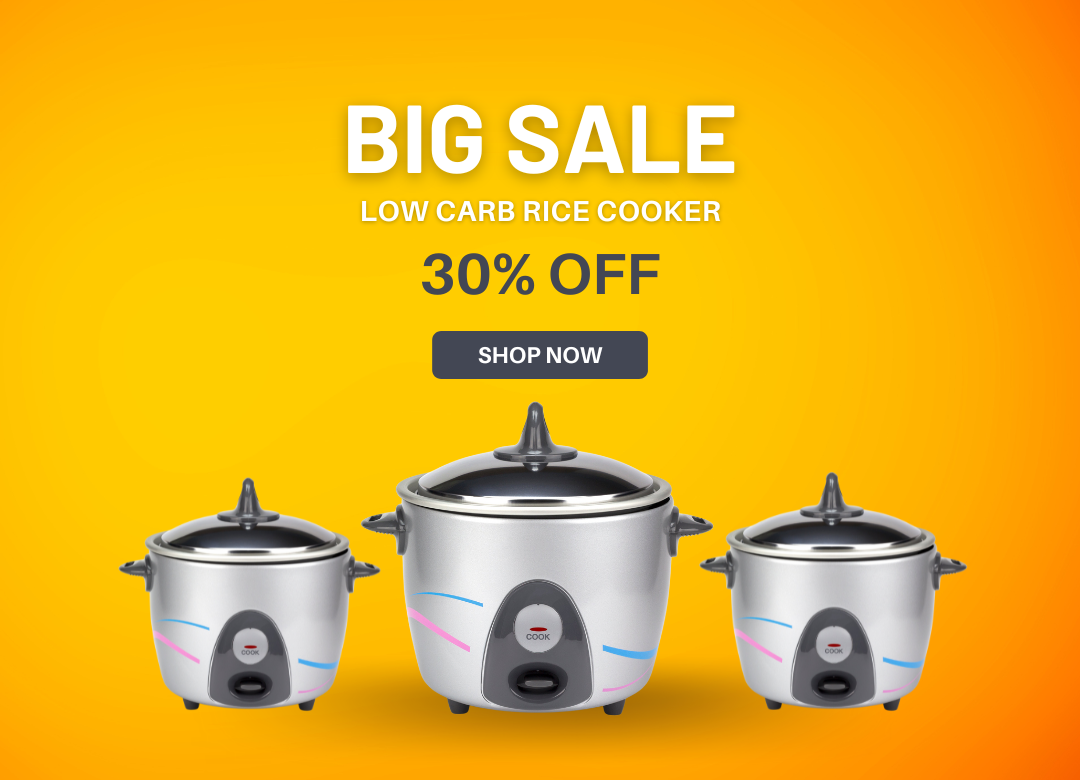 BIG SALE
LOW CARB RICE COOKER
30% OFF
SHOP NOW
COOK
COOK
COOK